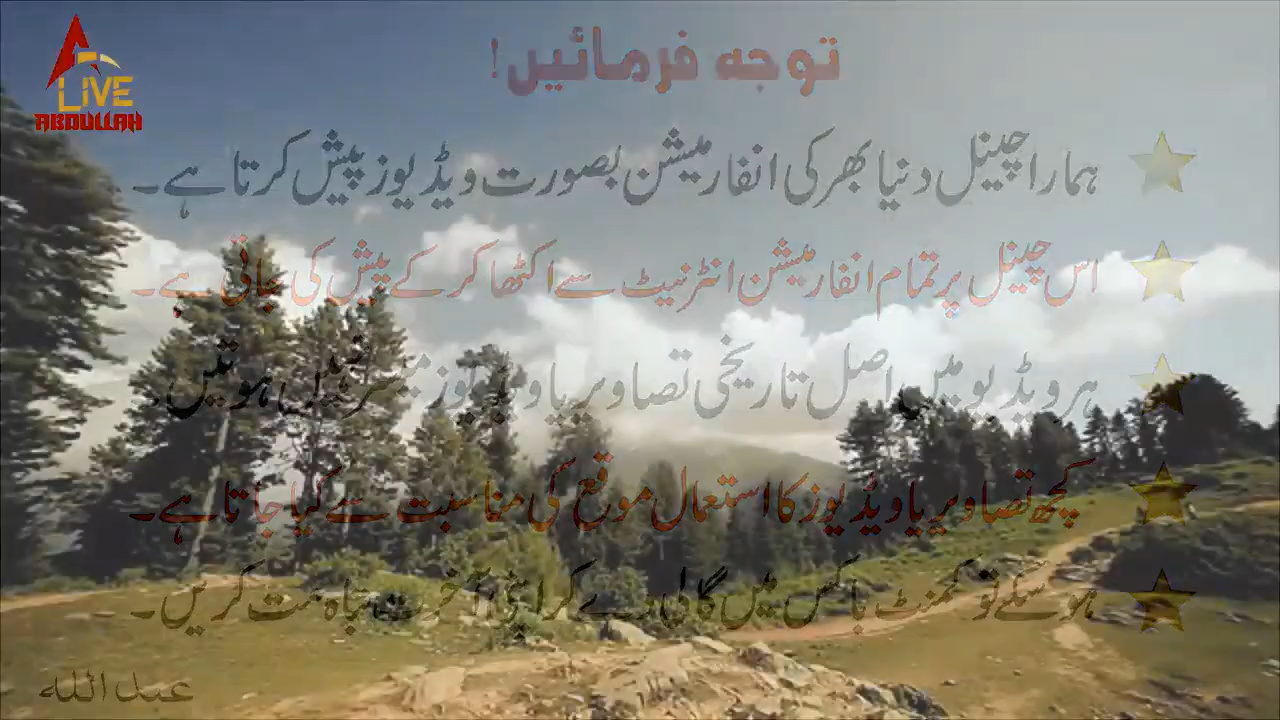 A
LIVE
ABDULLAH
توجہ فرمائیں!
ہمارا چینل دنیا بھر کی انفارمیشن بصورت ویڈیوز پیش کرتا ہے۔
اس چینل پر تمام انفارمیشن انٹرنیٹ سے اکٹھا کر کے پیش کی جاتی ہے۔
ہر ویڈیو میں اصل تاریخی تصاویر یا ویڈیوز میسر نہیں ہوتیں۔
کچھ تصاویر یا ویڈیوز کا استعمال موقع کی مناسبت سے کیا جاتا ہے۔
ہو سکے تو کمنٹ باکس میں گالی دے کر اپنی آخرت تباہ مت کریں۔
عبداللہ